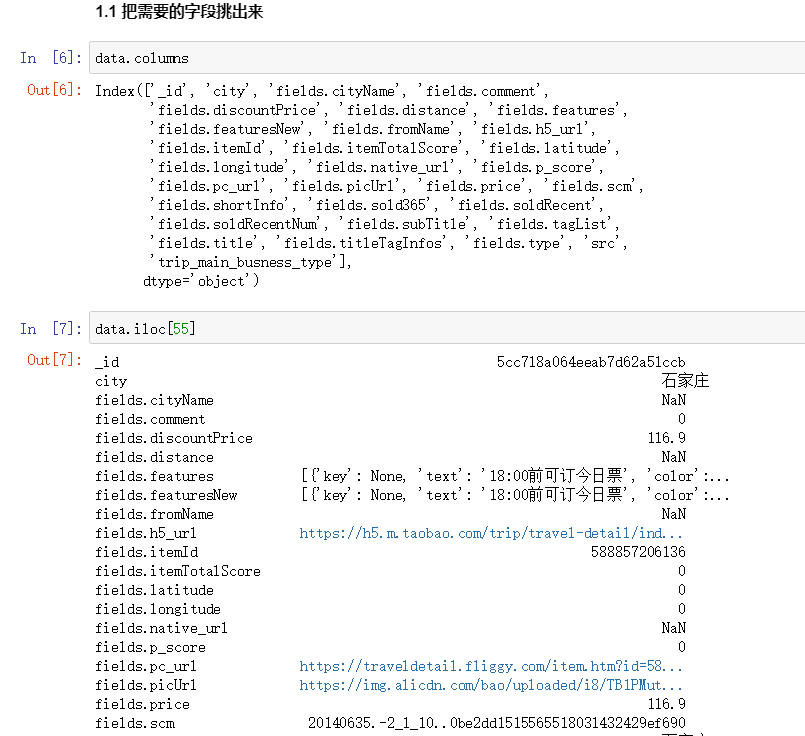 1.1 把需要的字段挑出来
In [6]: data.columns
Out[6]: Index(['_id', 'city', 'fields.cityName', 'fields.comment',
'fields.discountPrice', 'fields.distance', 'fields.features',
'fields.featuresNew', 'fields.fromName', 'fields.h5_url',
'fields.itemId', 'fields.itemTotalScore', 'fields.latitude',
'fields.longitude', 'fields.native_url', 'fields.p_score',
'fields.pc_url', 'fields.picUrl', 'fields.price', 'fields.scm',
'fields.shortInfo', 'fields.sold365', 'fields.soldRecent',
'fields.soldRecentNum', 'fields.subTitle', 'fields.tagList',
'fields.title', 'fields.titleTagInfos', 'fields.type', 'src',
'trip_main_busness_type'],
dtype='object')
In [7]: data.iloc[55]
Out[7]: _id 5cc718a064eeab7d62a51ccb
city 石家庄
fields.cityName NaN
fields.comment 0
fields.discountPrice 116.9
fields.distance NaN
fields.features [{'key': None, 'text': '18:00前可订今日票', 'color':...
fields.featuresNew [{'key': None, 'text': '18:00前可订今日票', 'color':...
fields.fromName NaN
fields.h5_url https://h5.m.taobao.com/trip/travel-detail/ind...
fields.itemId 588857206136
fields.itemTotalScore 0
fields.latitude 0
fields.longitude 0
fields.native_url NaN
fields.p_score 0
fields.pc_url https://traveldetail.fliggy.com/item.htm?id=58...
fields.picUrl https://img.alicdn.com/bao/uploaded/i8/TB1PMut...
fields.price 116.9
fields.scm 20140635.-2_1_10..0be2dd1515565518031432429ef690